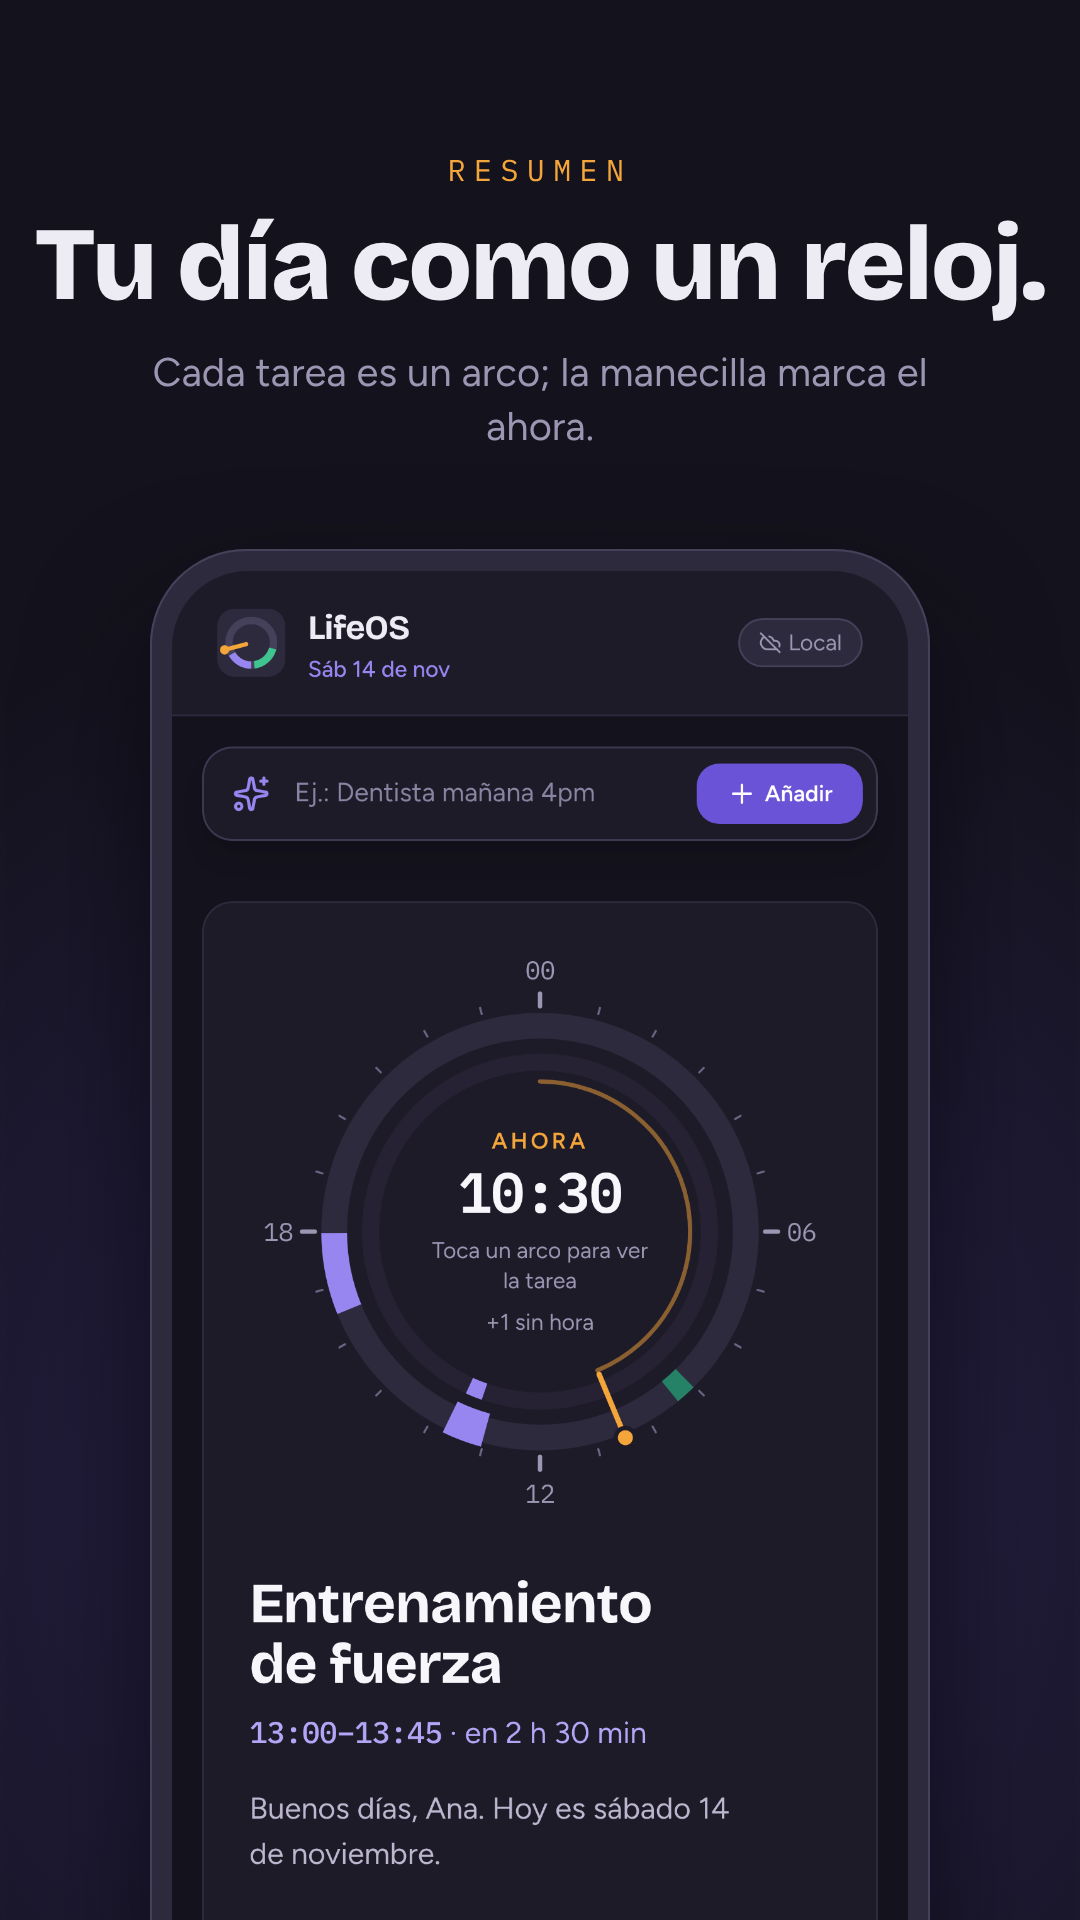 RESUMEN
Tu día como un reloj.
Cada tarea es un arco; la manecilla marca el
ahora.
LifeOS
Sáb 14 de nov
Local
Ej.: Dentista mañana 4pm
Añadir
00
AHORA
10:30
18
06
Toca un arco para ver
la tarea
+1 sin hora
12
Entrenamiento
de fuerza
13:00–13:45 · en 2 h 30 min
Buenos días, Ana. Hoy es sábado 14
de noviembre.